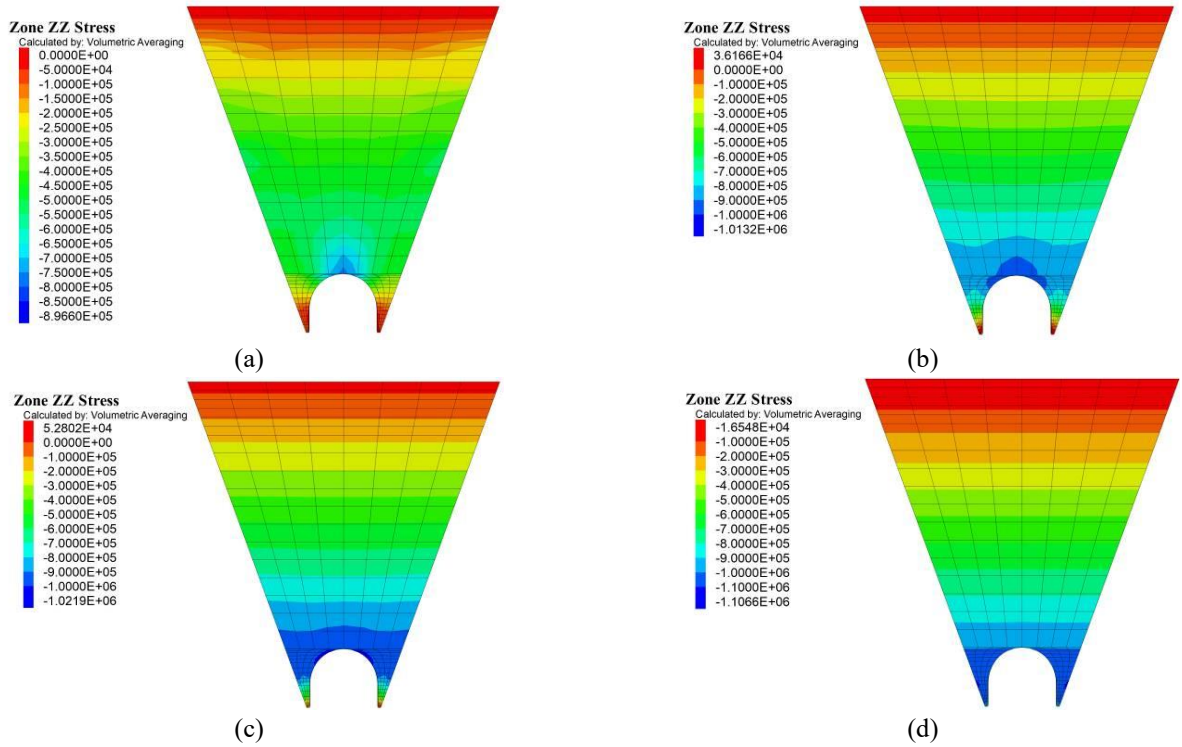 Zone ZZ Stress
Calculated by: Volumetric Averaging
0.0000E+00
-5.0000E+04
-1.0000E+05
-1.5000E+05
-2.0000E+05
-2.5000E+05
-3.0000E+05
-3.5000E+05
-4.0000E+05
-4.5000E+05
-5.0000E+05
-5.5000E+05
-6.0000E+05
-6.5000E+05
-7.0000E+05
-7.5000E+05
-8.0000E+05
-8.5000E+05
-8.9660E+05
(a)
Zone ZZ Stress
Calculated by: Volumetric Averaging
3.6166E+04
0.0000E+00
-1.0000E+05
-2.0000E+05
-3.0000E+05
-4.0000E+05
-5.0000E+05
-6.0000E+05
-7.0000E+05
-8.0000E+05
-9.0000E+05
-1.0000E+06
-1.0132E+06
(b)
Zone ZZ Stress
Calculated by: Volumetric Averaging
5.2802E+04
0.0000E+00
-1.0000E+05
-2.0000E+05
-3.0000E+05
-4.0000E+05
-5.0000E+05
-6.0000E+05
-7.0000E+05
-8.0000E+05
-9.0000E+05
-1.0000E+06
-1.0219E+06
(c)
Zone ZZ Stress
Calculated by: Volumetric Averaging
-1.6548E+04
-1.0000E+05
-2.0000E+05
-3.0000E+05
-4.0000E+05
-5.0000E+05
-6.0000E+05
-7.0000E+05
-8.0000E+05
-9.0000E+05
-1.0000E+06
-1.1000E+06
-1.1066E+06
(d)